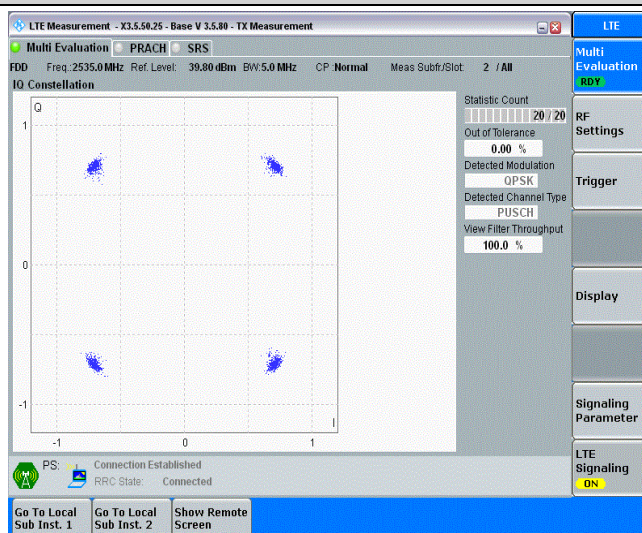 LTE Measurement - X3.5.50.25 - Base V 3.5.80 - TX Measurement
LTE
Multi Evaluation PRACH SRS
FDD Freq.:2535.0 MHz Ref. Level: 39.80 dBm BW:5.0 MHz CP :Normal Meas Subfr./Slot: 2 / All
IQ Constellation
Q
1
0
-1
I
-1 0 1
Statistic Count
20 / 20
Out of Tolerance
0.00 %
Detected Modulation
QPSK
Detected Channel Type
PUSCH
View Filter Throughput
100.0 %
Multi
Evaluation
RDY
RF
Settings
Trigger
Display
Signaling
Parameter
LTE
Signaling
ON
PS: Connection Established
RRC State: Connected
Go To Local
Sub Inst. 1
Go To Local
Sub Inst. 2
Show Remote
Screen